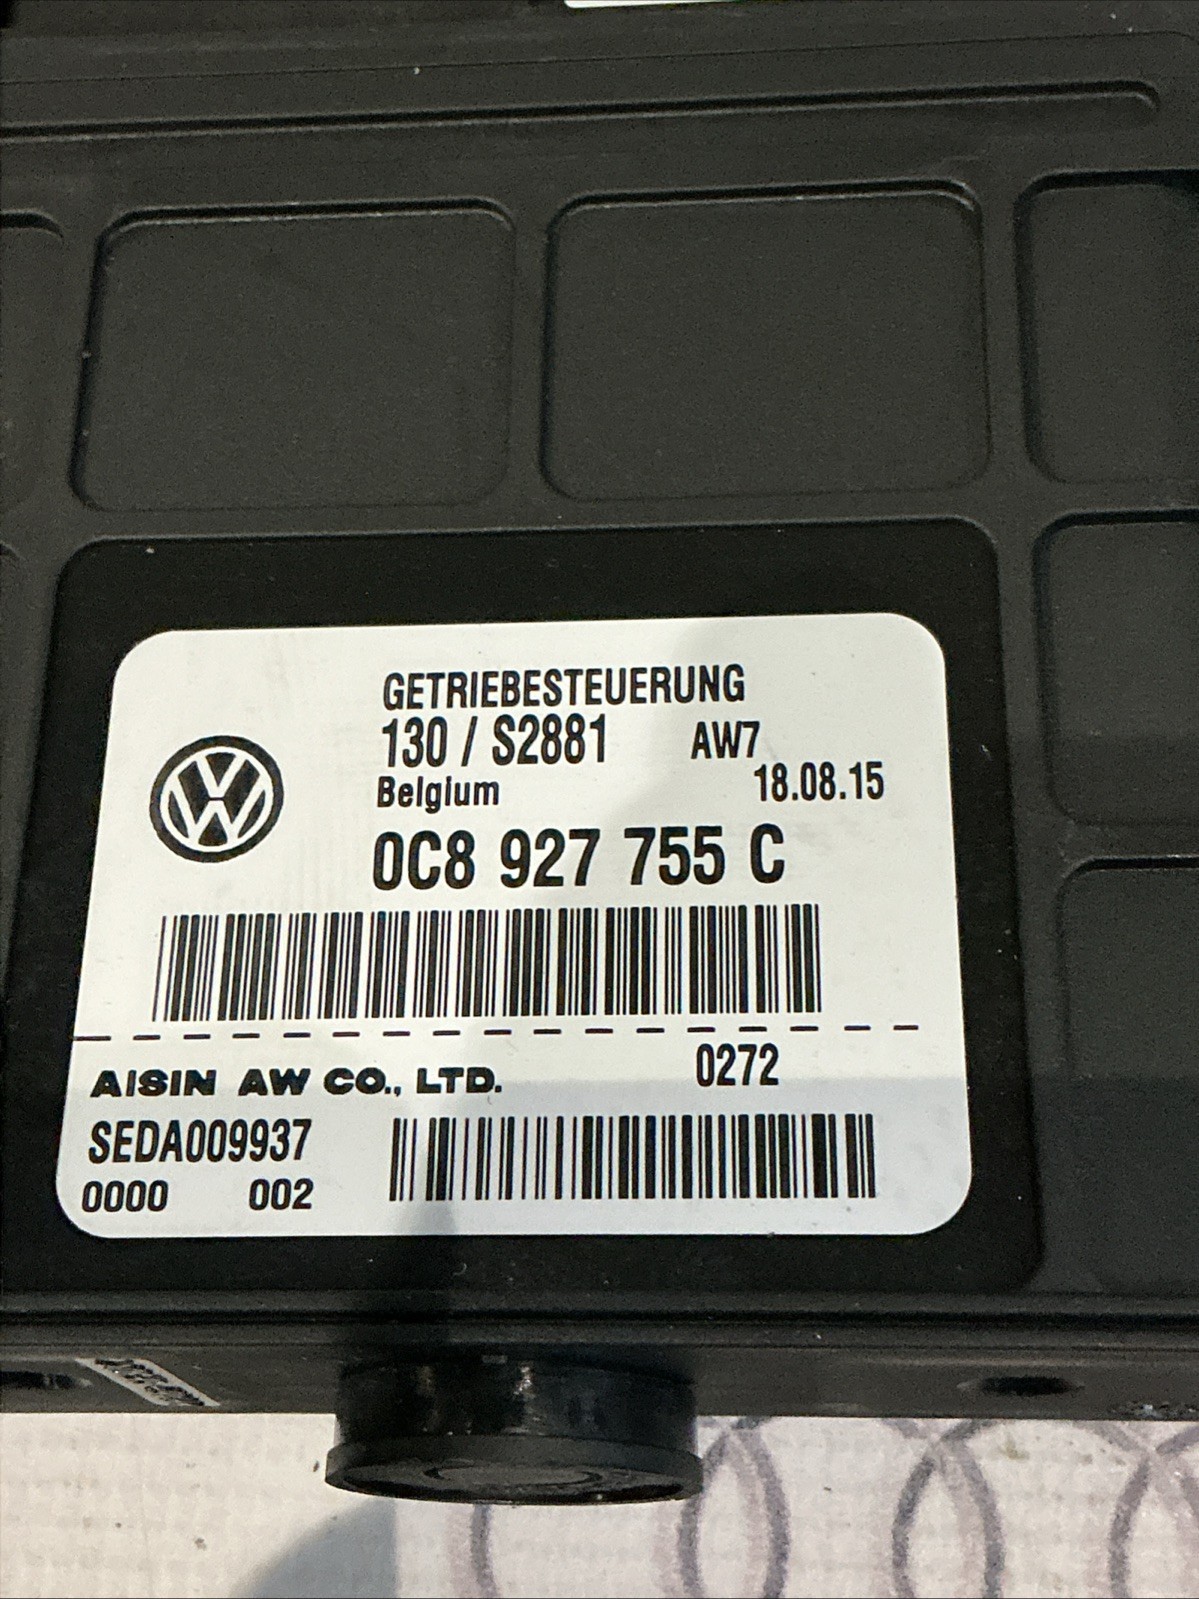 GETRIEBESTEUERUNG
130 / S2881 AW7
Belgium 18.08.15
0C8 927 755 C
AISIN AW CO., LTD. 0272
SEDA009937
0000 002